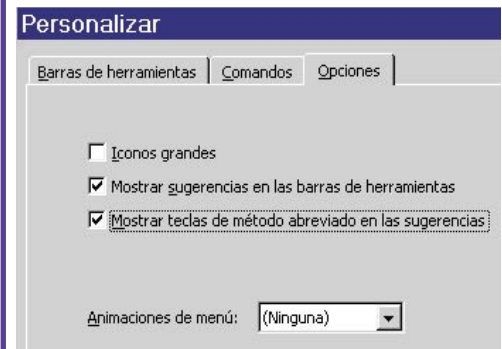 Personalizar
Barras de herramientas Comandos Opciones
Iconos grandes
Mostrar sugerencias en las barras de herramientas
Mostrar teclas de método abreviado en las sugerencias
Animaciones de menú: (Ninguna)